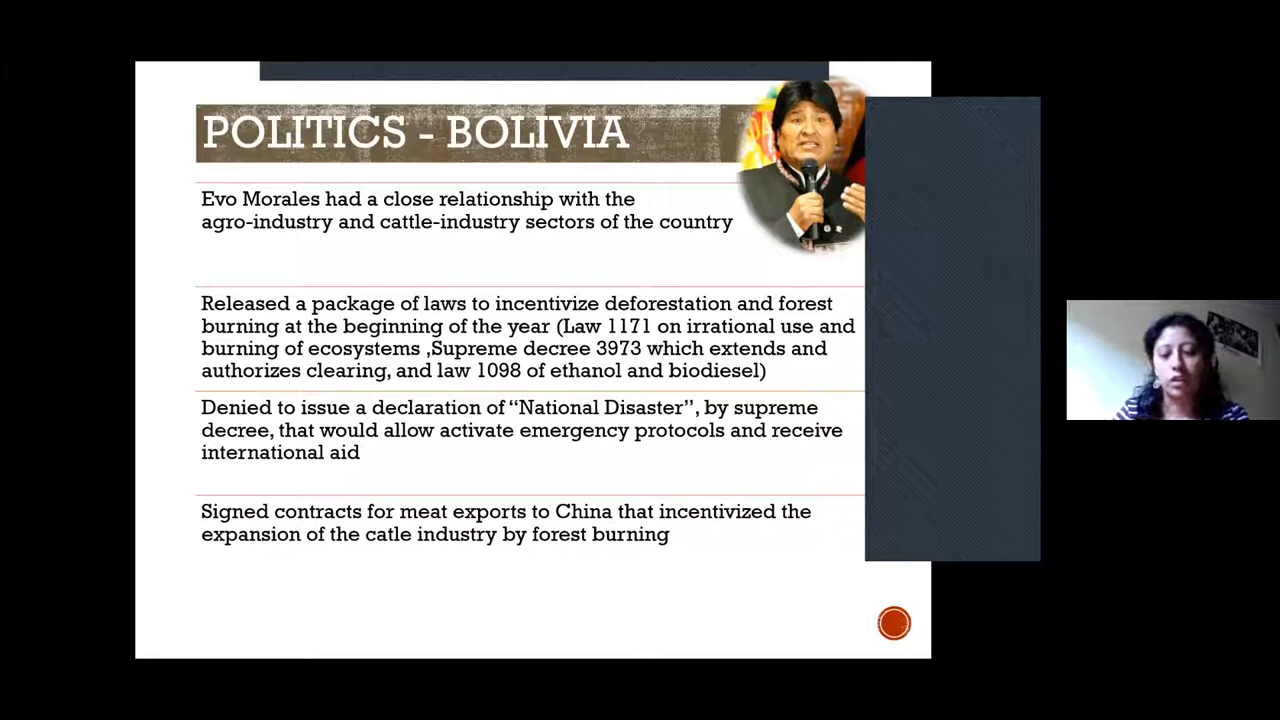 POLITICS - BOLIVIA
Evo Morales had a close relationship with the
agro-industry and cattle-industry sectors of the country
Released a package of laws to incentivize deforestation and forest
burning at the beginning of the year (Law 1171 on irrational use and
burning of ecosystems ,Supreme decree 3973 which extends and
authorizes clearing, and law 1098 of ethanol and biodiesel)
Denied to issue a declaration of “National Disaster”, by supreme
decree, that would allow activate emergency protocols and receive
international aid
Signed contracts for meat exports to China that incentivized the
expansion of the catle industry by forest burning